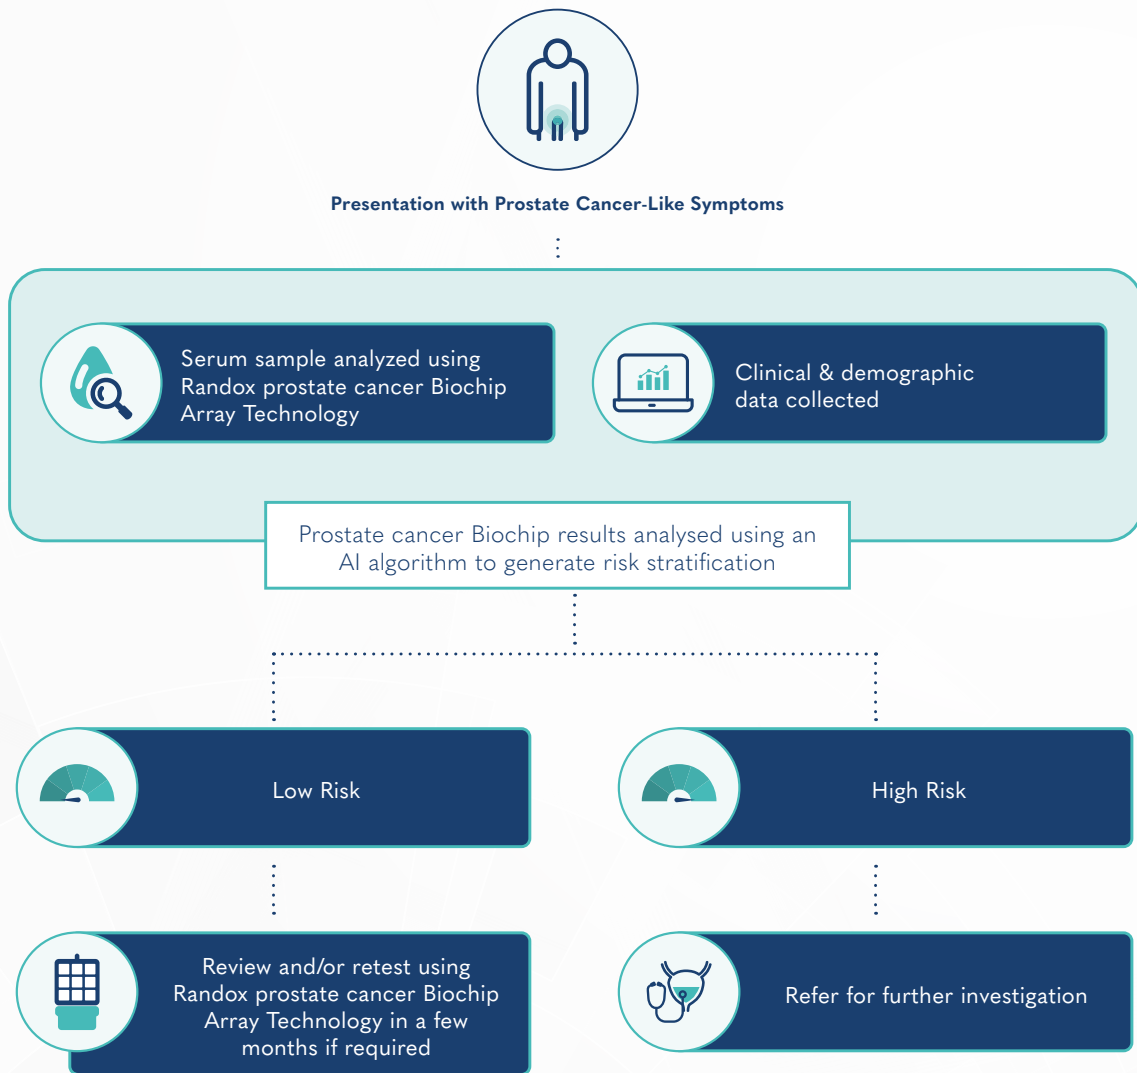 Presentation with Prostate Cancer-Like Symptoms
Serum sample analyzed using
Randox prostate cancer Biochip
Array Technology
Clinical & demographic
data collected
Prostate cancer Biochip results analysed using an
AI algorithm to generate risk stratification
Low Risk
High Risk
Review and/or retest using
Randox prostate cancer Biochip
Array Technology in a few
months if required
Refer for further investigation